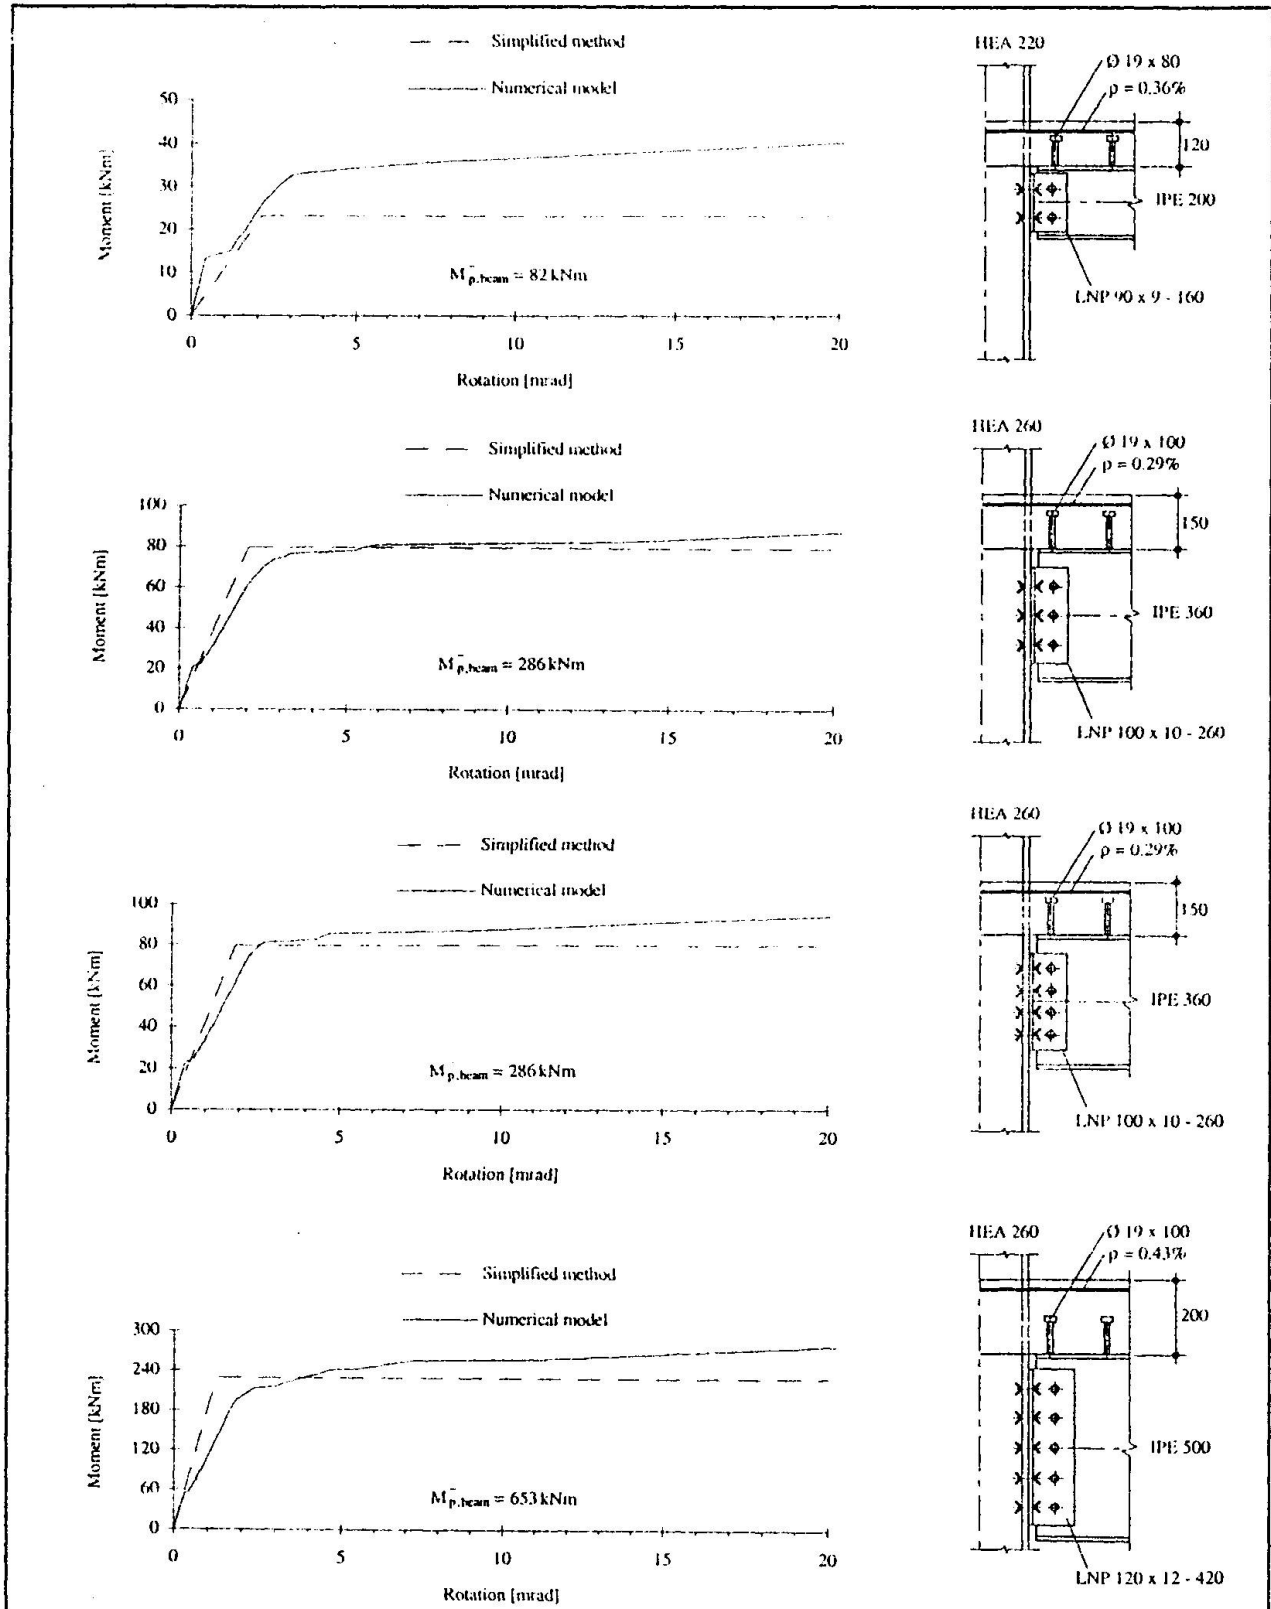 Simplified method
Numerical model
50
40
30
20
10
0
Moment [kNm]
M⁻p,beam = 82 kNm
0 5 10 15 20
Rotation [mrad]
HEA 220
Ø 19 x 80
ρ = 0.36%
120
IPE 200
LNP 90 x 9 - 160
Simplified method
Numerical model
100
80
60
40
20
0
Moment [kNm]
M⁻p,beam = 286 kNm
0 5 10 15 20
Rotation [mrad]
HEA 260
Ø 19 x 100
ρ = 0.29%
150
IPE 360
LNP 100 x 10 - 260
Simplified method
Numerical model
100
80
60
40
20
0
Moment [kNm]
M⁻p,beam = 286 kNm
0 5 10 15 20
Rotation [mrad]
HEA 260
Ø 19 x 100
ρ = 0.29%
150
IPE 360
LNP 100 x 10 - 260
Simplified method
Numerical model
300
240
180
120
60
0
Moment [kNm]
M⁻p,beam = 653 kNm
0 5 10 15 20
Rotation [mrad]
HEA 260
Ø 19 x 100
ρ = 0.43%
200
IPE 500
LNP 120 x 12 - 420